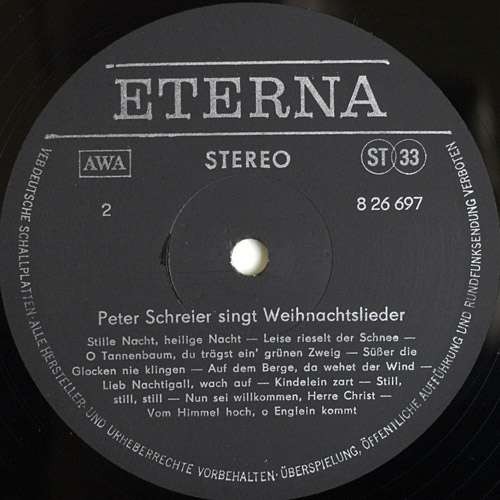 ETERNA
AWA
STEREO
ST 33
2
8 26 697
Peter Schreier singt Weihnachtslieder
Stille Nacht, heilige Nacht — Leise rieselt der Schnee —
O Tannenbaum, du trägst ein' grünen Zweig — Süßer die
Glocken nie klingen — Auf dem Berge, da wehet der Wind —
Lieb Nachtigall, wach auf — Kindelein zart — Still,
still, still — Nun sei willkommen, Herre Christ —
Vom Himmel hoch, o Englein kommt
VEB DEUTSCHE SCHALLPLATTEN · ALLE HERSTELLER- UND URHEBERRECHTE VORBEHALTEN · ÜBERSPIELUNG, ÖFFENTLICHE AUFFÜHRUNG UND RUNDFUNKSENDUNG VERBOTEN